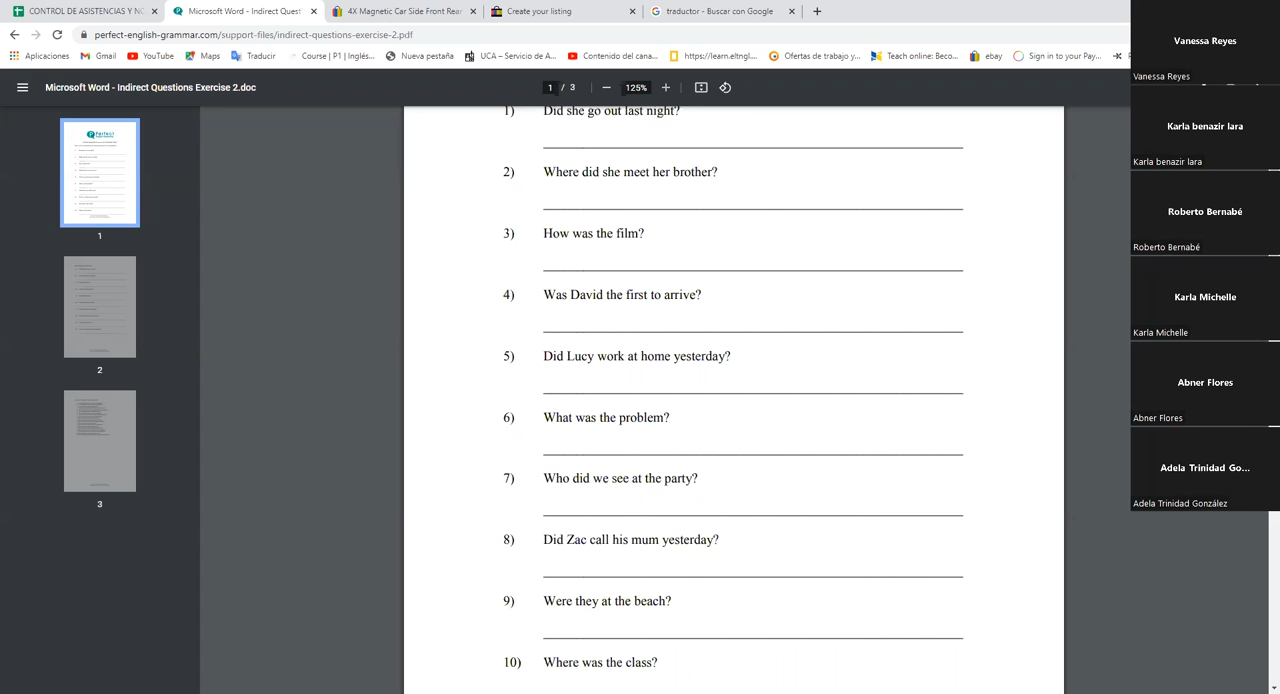 CONTROL DE ASISTENCIAS Y NO
Microsoft Word - Indirect Quest
4X Magnetic Car Side Front Rear
Create your listing
traductor - Buscar con Google
perfect-english-grammar.com/support-files/indirect-questions-exercise-2.pdf
Aplicaciones
Gmail
YouTube
Maps
Traducir
Course | P1 | Inglés...
Nueva pestaña
UCA – Servicio de A...
Contenido del cana...
https://learn.eltngl...
Ofertas de trabajo y...
Teach online: Beco...
ebay
Sign in to your Pay...
Microsoft Word - Indirect Questions Exercise 2.doc
1 / 3
125%
1) Did she go out last night?
2) Where did she meet her brother?
3) How was the film?
4) Was David the first to arrive?
5) Did Lucy work at home yesterday?
6) What was the problem?
7) Who did we see at the party?
8) Did Zac call his mum yesterday?
9) Were they at the beach?
10) Where was the class?
1
2
3
Vanessa Reyes
Vanessa Reyes
Karla benazir lara
Karla benazir lara
Roberto Bernabé
Roberto Bernabé
Karla Michelle
Karla Michelle
Abner Flores
Abner Flores
Adela Trinidad Go...
Adela Trinidad González